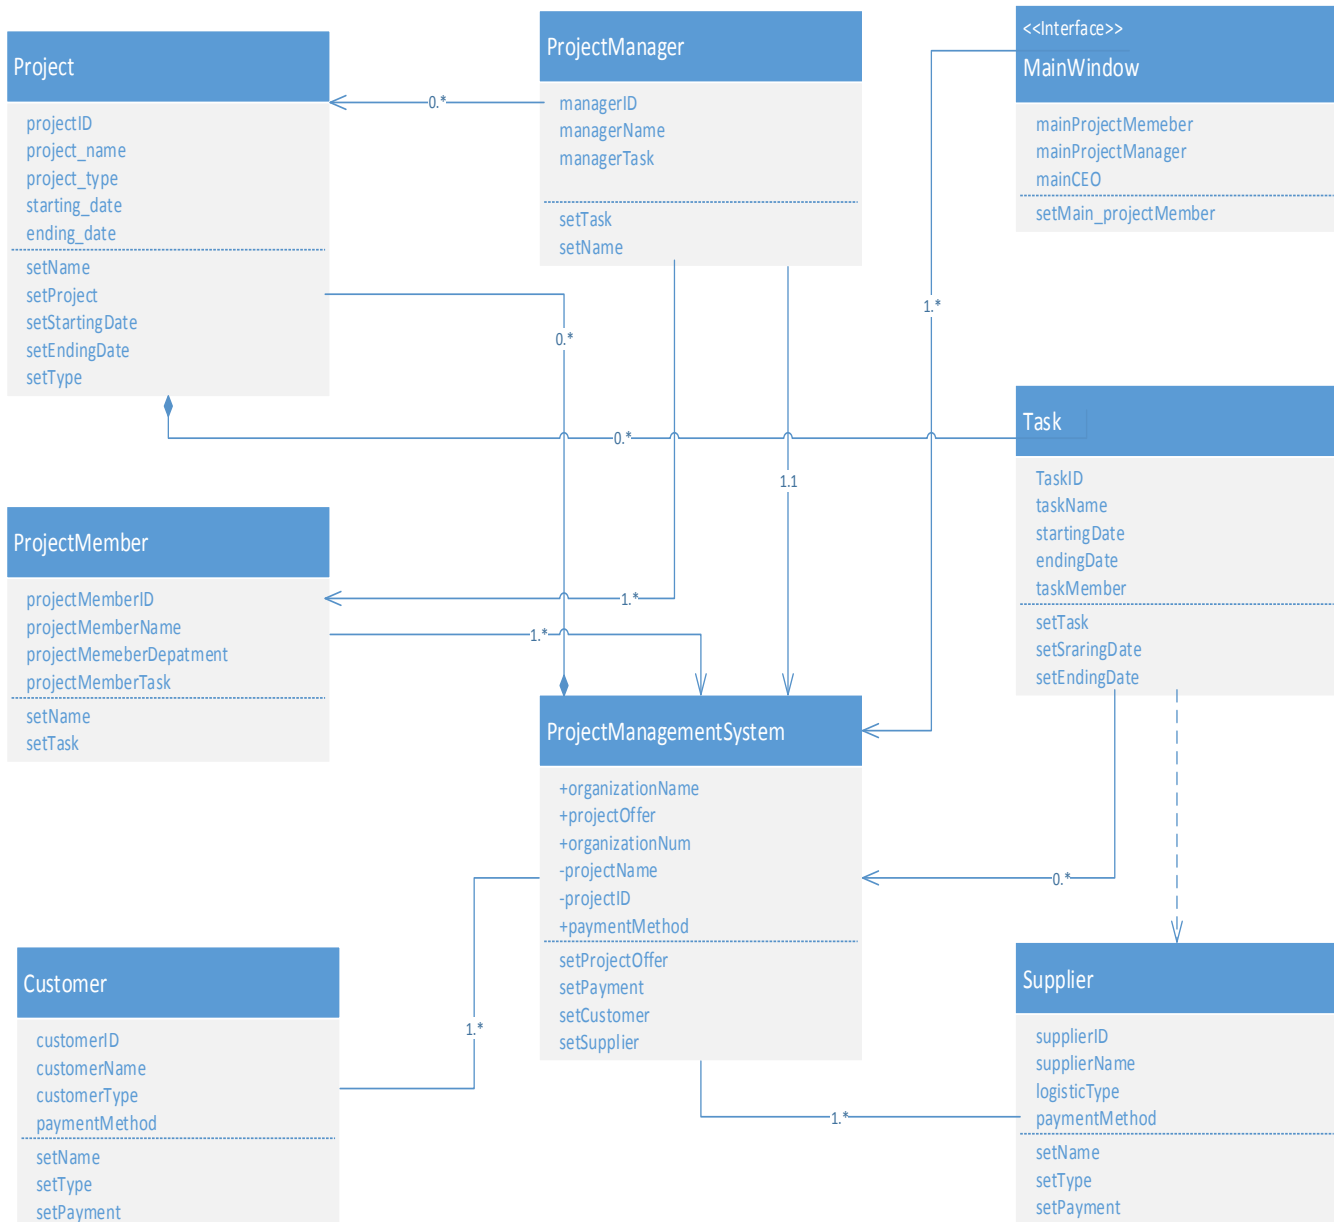 Project
projectID
project_name
project_type
starting_date
ending_date
setName
setProject
setStartingDate
setEndingDate
setType
ProjectManager
managerID
managerName
managerTask
setTask
setName
<<Interface>>
MainWindow
mainProjectMemeber
mainProjectManager
mainCEO
setMain_projectMember
0.*
0.*
1.*
0.*
1.1
Task
TaskID
taskName
startingDate
endingDate
taskMember
setTask
setSraringDate
setEndingDate
ProjectMember
projectMemberID
projectMemberName
projectMemeberDepatment
projectMemberTask
setName
setTask
1.*
1.*
ProjectManagementSystem
+organizationName
+projectOffer
+organizationNum
-projectName
-projectID
+paymentMethod
setProjectOffer
setPayment
setCustomer
setSupplier
0.*
1.*
1.*
Customer
customerID
customerName
customerType
paymentMethod
setName
setType
setPayment
Supplier
supplierID
supplierName
logisticType
paymentMethod
setName
setType
setPayment